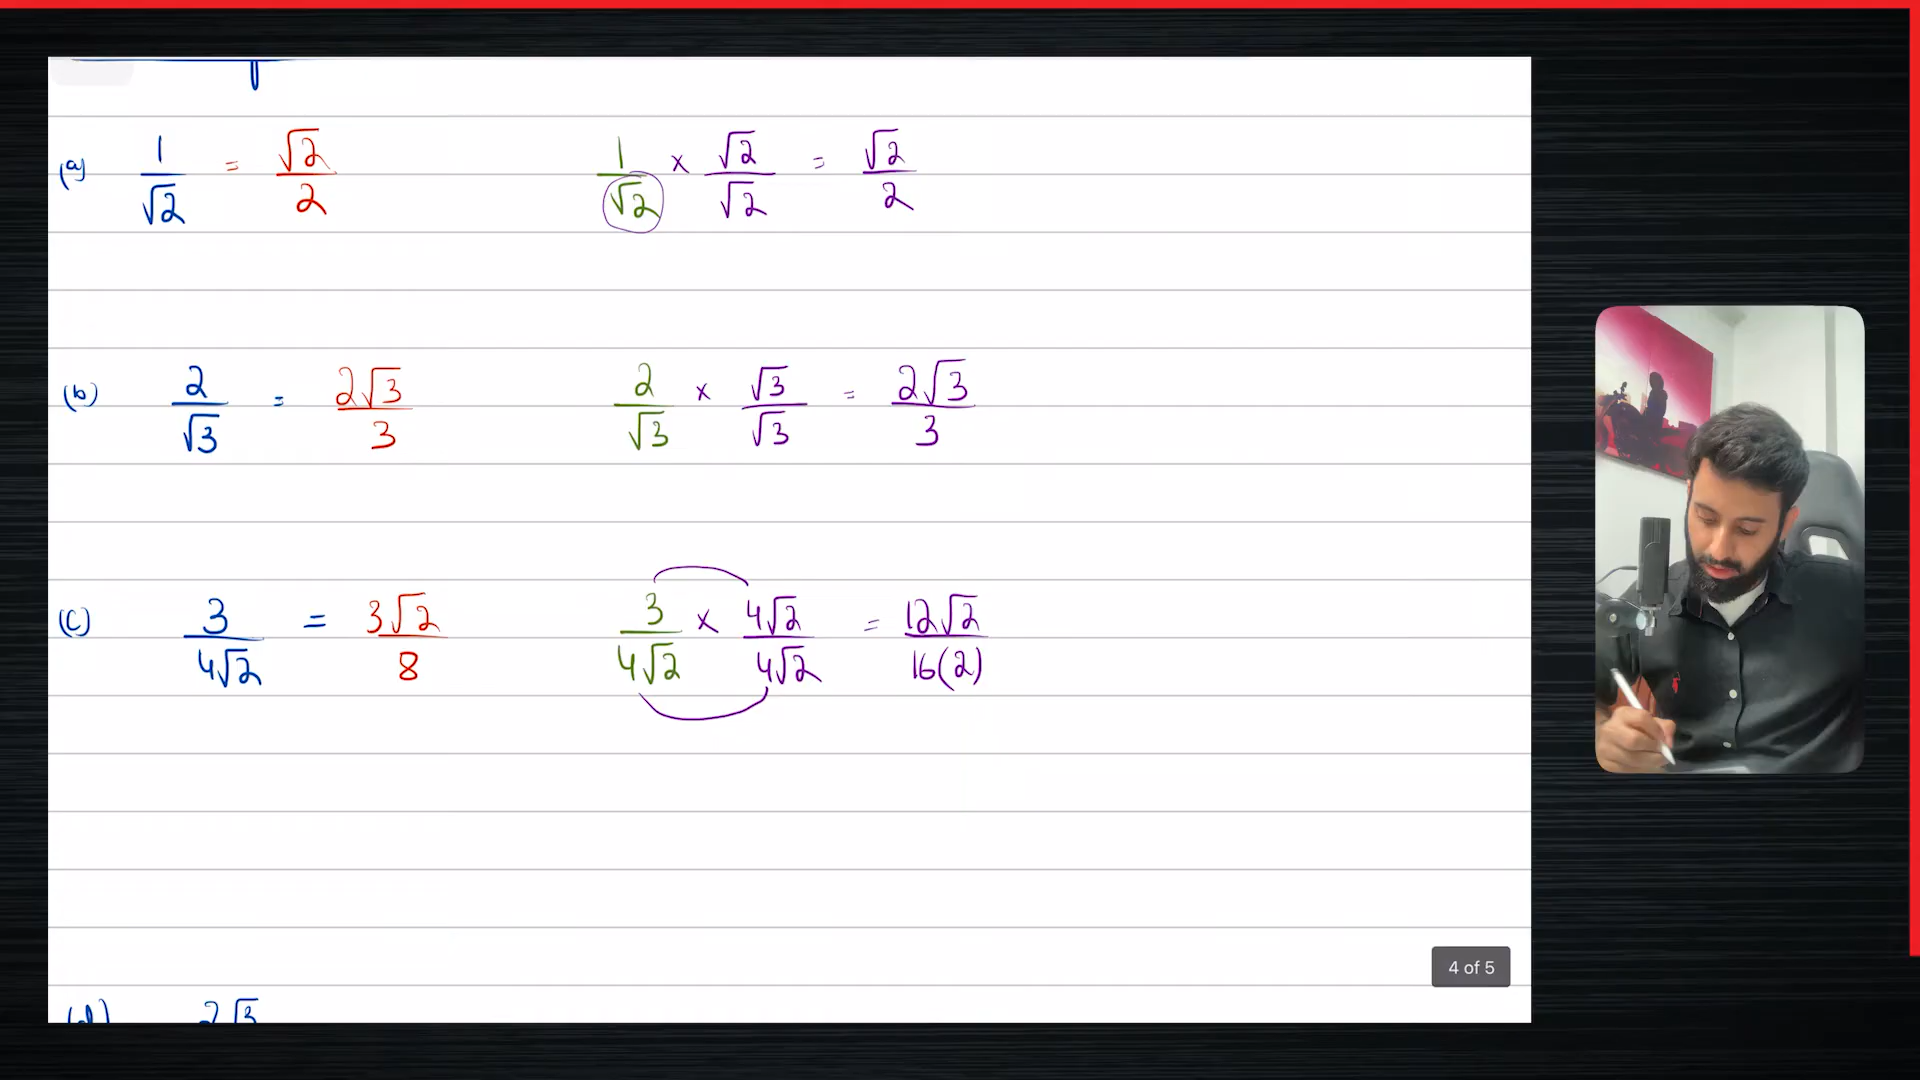 (a) 1/√2 = √2/2    1/√2 × √2/√2 = √2/2
(b) 2/√3 = 2√3/3    2/√3 × √3/√3 = 2√3/3
(c) 3/4√2 = 3√2/8    3/4√2 × 4√2/4√2 = 12√2/16(2)
4 of 5
(d) 2√3